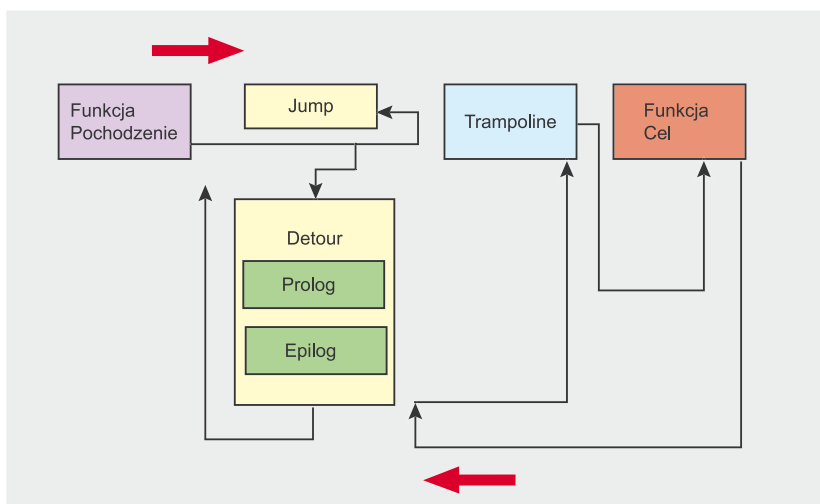 Funkcja
Pochodzenie
Jump
Trampoline
Funkcja
Cel
Detour
Prolog
Epilog